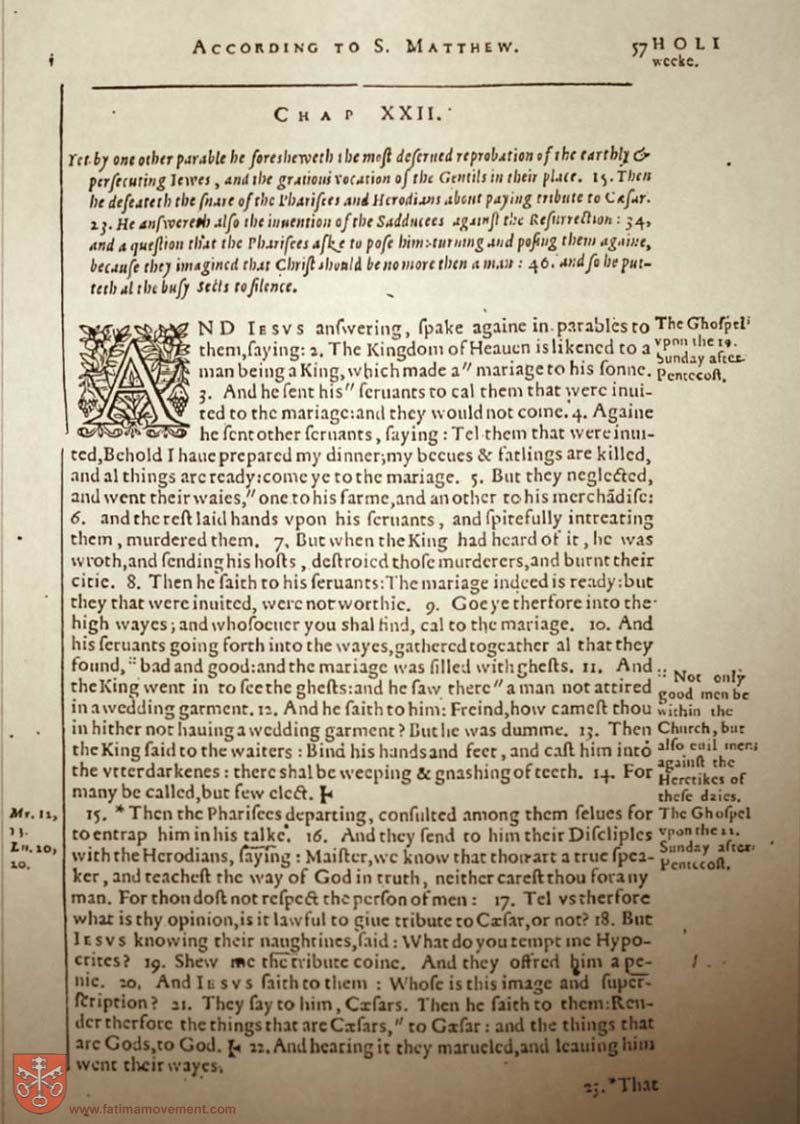 ACCORDING TO S. MATTHEW.
57 HOLI
weeke.
CHAP XXII.
Yet by one other parable he foresheweth the most deserued reprobation of the earthly &
persecuting Iewes, and the gratious vocation of the Gentils in their place. 15. Then
he defeateth the snare of the Pharisees and Herodians about paying tribute to Cæsar.
23. He answereth also the inuention of the Sadducees against the Resurrection: 34,
and a question that the Pharisees aske to pose him: turning and posing them againe,
because they imagined that Christ should be no more then a man: 46. and so he put-
teth al the busy Sects to silence.
AND IESVS answering, spake againe in parables to
them, saying: 2. The Kingdom of Heauen is likened to a
man being a King, which made a" mariage to his sonne.
3. And he sent his" seruants to cal them that were inui-
ted to the mariage: and they would not come. 4. Againe
he sent other seruants, saying: Tel them that were inui-
ted, Behold I haue prepared my dinner; my beeues & fatlings are killed,
and al things are ready: come ye to the mariage. 5. But they neglected,
and went their waies," one to his farme, and an other to his merchādise:
6. and the rest laid hands vpon his seruants, and spitefully intreating
them, murdered them. 7. But when the King had heard of it, he was
wroth, and sending his hosts, destroied those murderers, and burnt their
citie. 8. Then he saith to his seruants: The mariage indeed is ready: but
they that were inuited, were not worthie. 9. Goe ye therfore into the
high wayes; and whosoeuer you shal find, cal to the mariage. 10. And
his seruants going forth into the wayes, gathered togeather al that they
found, :: bad and good: and the mariage was filled with ghests. 11. And
the King went in to see the ghests: and he saw there" a man not attired
in a wedding garment. 12. And he saith to him: Freind, how camest thou
in hither not hauing a wedding garment? But he was dumme. 13. Then
the King said to the waiters: Bind his hands and feet, and cast him into
the vtter darkenes: there shal be weeping & gnashing of teeth. 14. For
many be called, but few elect.
15. *Then the Pharisees departing, consulted among them selues for
to entrap him in his talke. 16. And they send to him their Disciples
with the Herodians, saying: Maister, we know that thou art a true spea-
ker, and teachest the way of God in truth, neither carest thou for any
man. For thou dost not respect the person of men: 17. Tel vs therfore
what is thy opinion, is it lawful to giue tribute to Cæsar, or not? 18. But
IESVS knowing their naughtines, said: What do you tempt me Hypo-
crites? 19. Shew me the tribute coine. And they offred him a pe-
nie. 20. And IESVS saith to them: Whose is this image and super-
scription? 21. They say to him, Cæsars. Then he saith to them: Ren-
der therfore the things that are Cæsars," to Cæsar: and the things that
are Gods, to God. 22. And hearing it they marueled, and leauing him
went their wayes.
23. *That
The Ghospel
vpon the 19.
Sunday after
Pentecost.
:: Not only
good men be
within the
Church, but
also euil men;
against the
Heretikes of
these daies.
The Ghospel
vpon the 22.
Sunday after
Pentecost.
Mr. 12,
13.
Lu. 20,
20.
www.fatimamovement.com